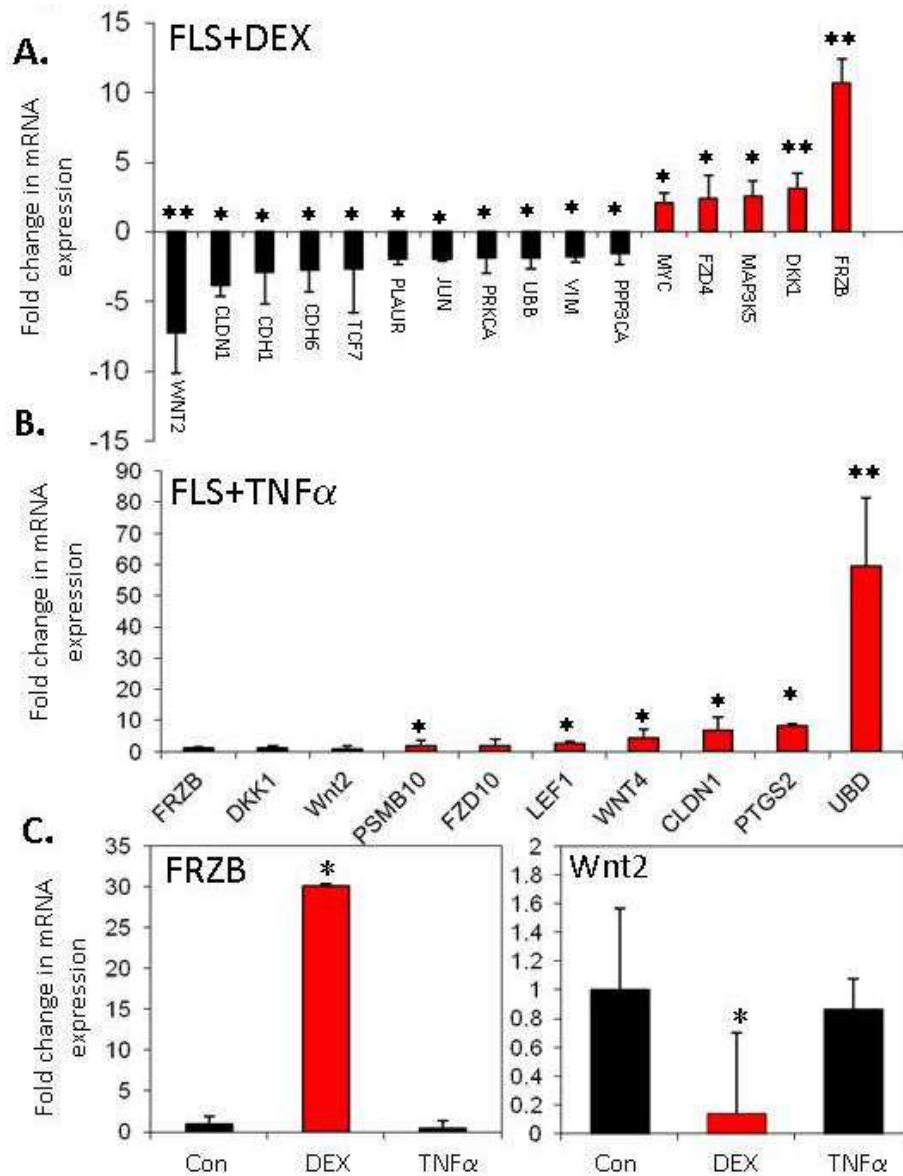 A.
FLS+DEX
Fold change in mRNA
expression
15
10
5
0
-5
-10
-15
** * * * * * * * * * * * * * ** **
WNT2 CLDN1 CDH1 CDH6 TCF7 PLAUR JUN PRKCA UBB VIM PPP3CA MYC FZD4 MAP3K5 DKK1 FRZB
B.
FLS+TNFα
Fold change in mRNA
expression
90
80
70
60
50
40
30
20
10
0
* * * * * **
FRZB DKK1 Wnt2 PSMB10 FZD10 LEF1 WNT4 CLDN1 PTGS2 UBD
C.
FRZB
Fold change in mRNA
expression
35
30
25
20
15
10
5
0
*
Con DEX TNFα
Wnt2
2
1.8
1.6
1.4
1.2
1
0.8
0.6
0.4
0.2
0
*
Con DEX TNFα